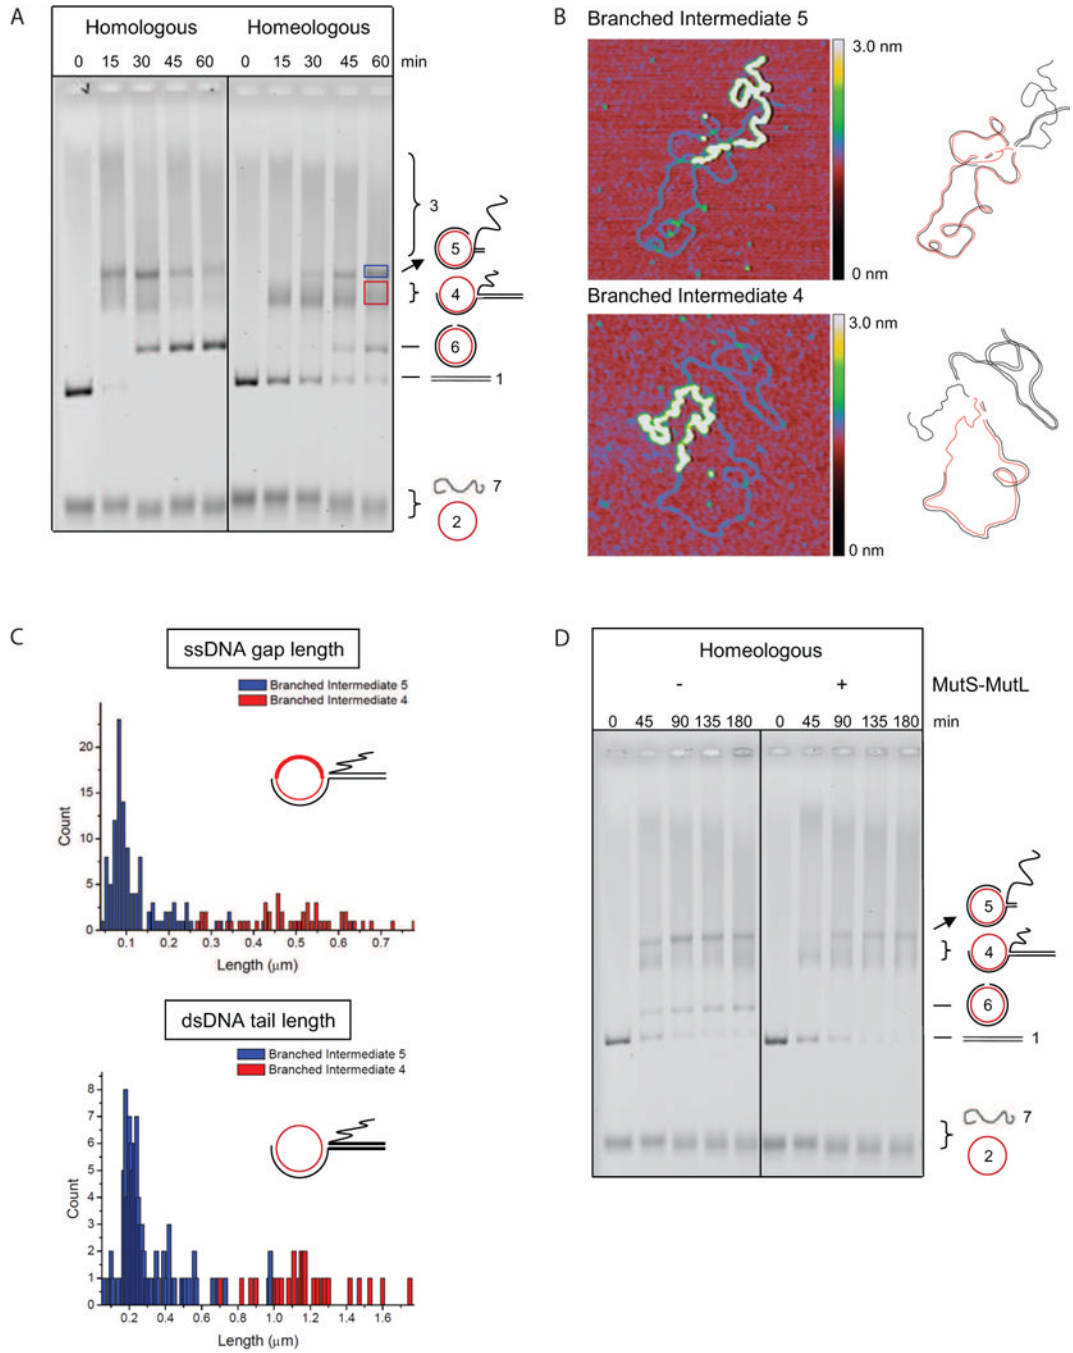 A
Homologous Homeologous
0 15 30 45 60 0 15 30 45 60 min
3
5
4
6
1
7
2
B
Branched Intermediate 5
3.0 nm
0 nm
Branched Intermediate 4
3.0 nm
0 nm
C
ssDNA gap length
Branched Intermediate 5
Branched Intermediate 4
Count
20
15
10
5
0
0.1 0.2 0.3 0.4 0.5 0.6 0.7
Length (μm)
dsDNA tail length
Branched Intermediate 5
Branched Intermediate 4
Count
8
7
6
5
4
3
2
1
0
0.2 0.4 0.6 0.8 1.0 1.2 1.4 1.6
Length (μm)
D
Homeologous
- + MutS-MutL
0 45 90 135 180 0 45 90 135 180 min
5
4
6
1
7
2